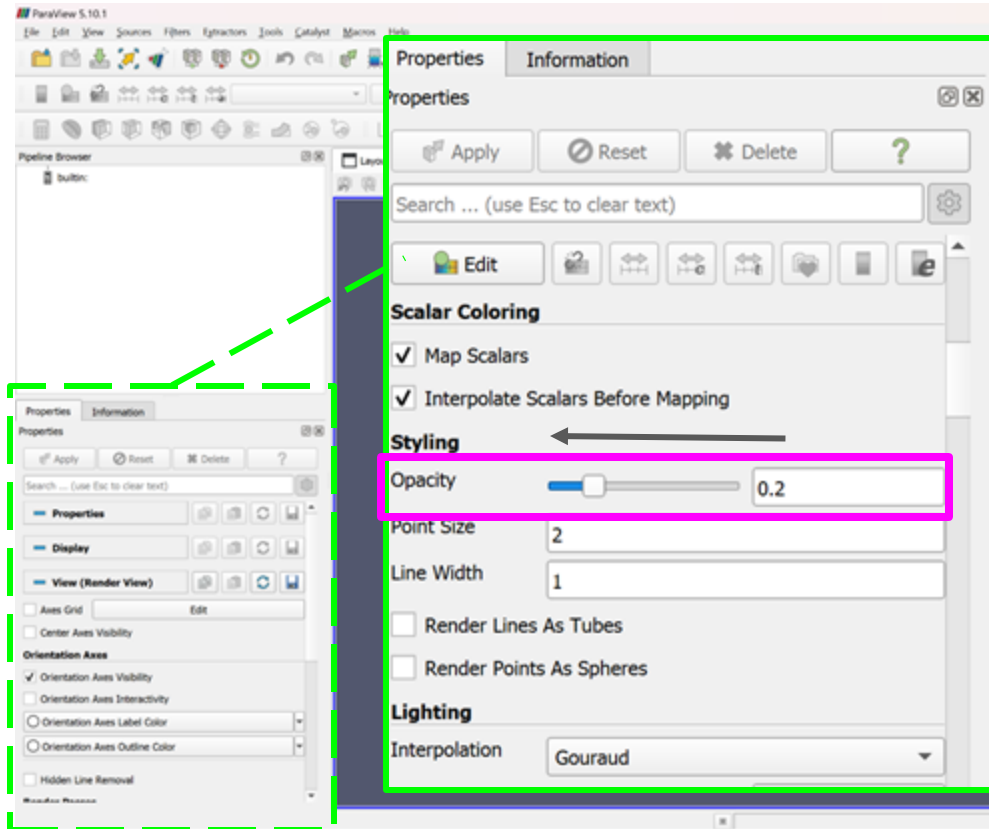 ParaView 5.10.1
File Edit View Sources Filters Extractors Tools Catalyst Macros Help
Pipeline Browser
builtin:
Layou
Properties Information
Properties
Apply Reset Delete ?
Search ... (use Esc to clear text)
Edit
Scalar Coloring
Map Scalars
Interpolate Scalars Before Mapping
Styling
Opacity 0.2
Point Size 2
Line Width 1
Render Lines As Tubes
Render Points As Spheres
Lighting
Interpolation Gouraud
Properties Information
Properties
Apply Reset Delete ?
Search ... (use Esc to clear text)
Properties
Display
View (Render View)
Axes Grid Edit
Center Axes Visibility
Orientation Axes
Orientation Axes Visibility
Orientation Axes Interactivity
Orientation Axes Label Color
Orientation Axes Outline Color
Hidden Line Removal